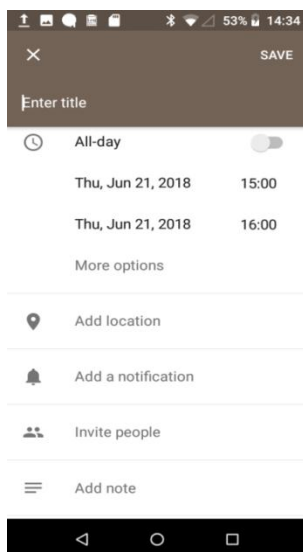 53% 14:34
SAVE
Enter title
All-day
Thu, Jun 21, 2018 15:00
Thu, Jun 21, 2018 16:00
More options
Add location
Add a notification
Invite people
Add note